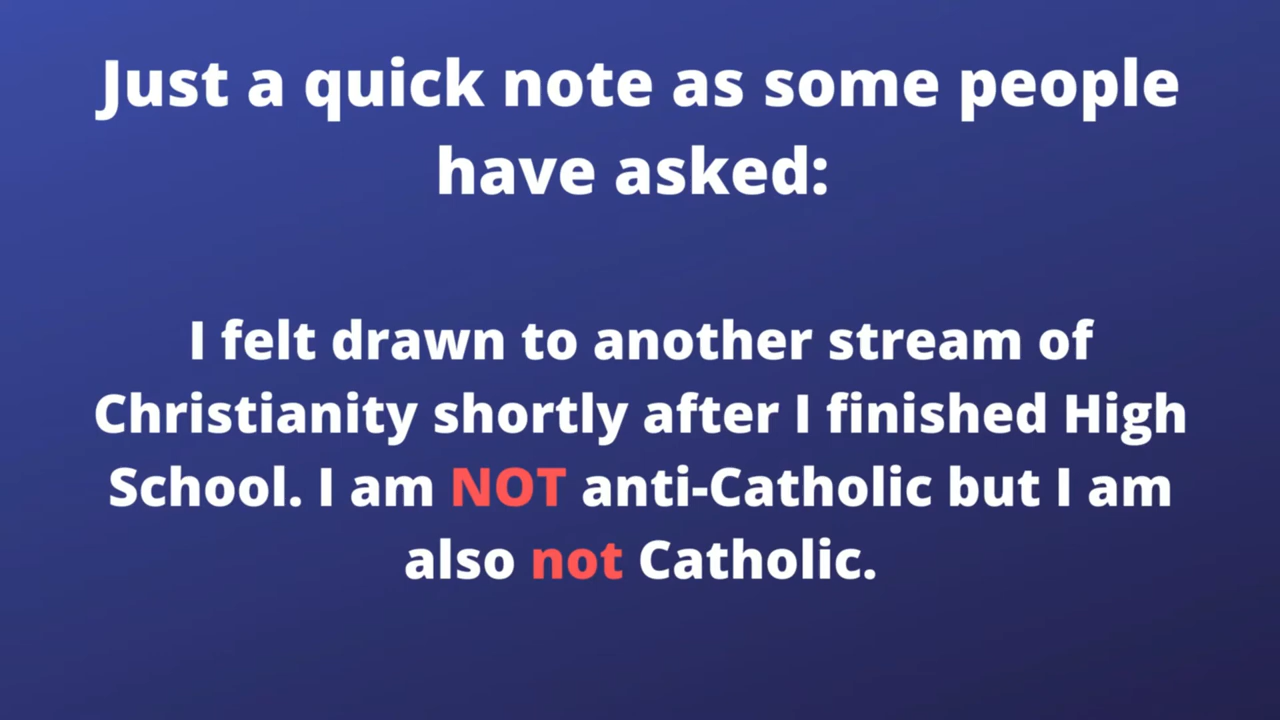 Just a quick note as some people
have asked:
I felt drawn to another stream of
Christianity shortly after I finished High
School. I am NOT anti-Catholic but I am
also not Catholic.